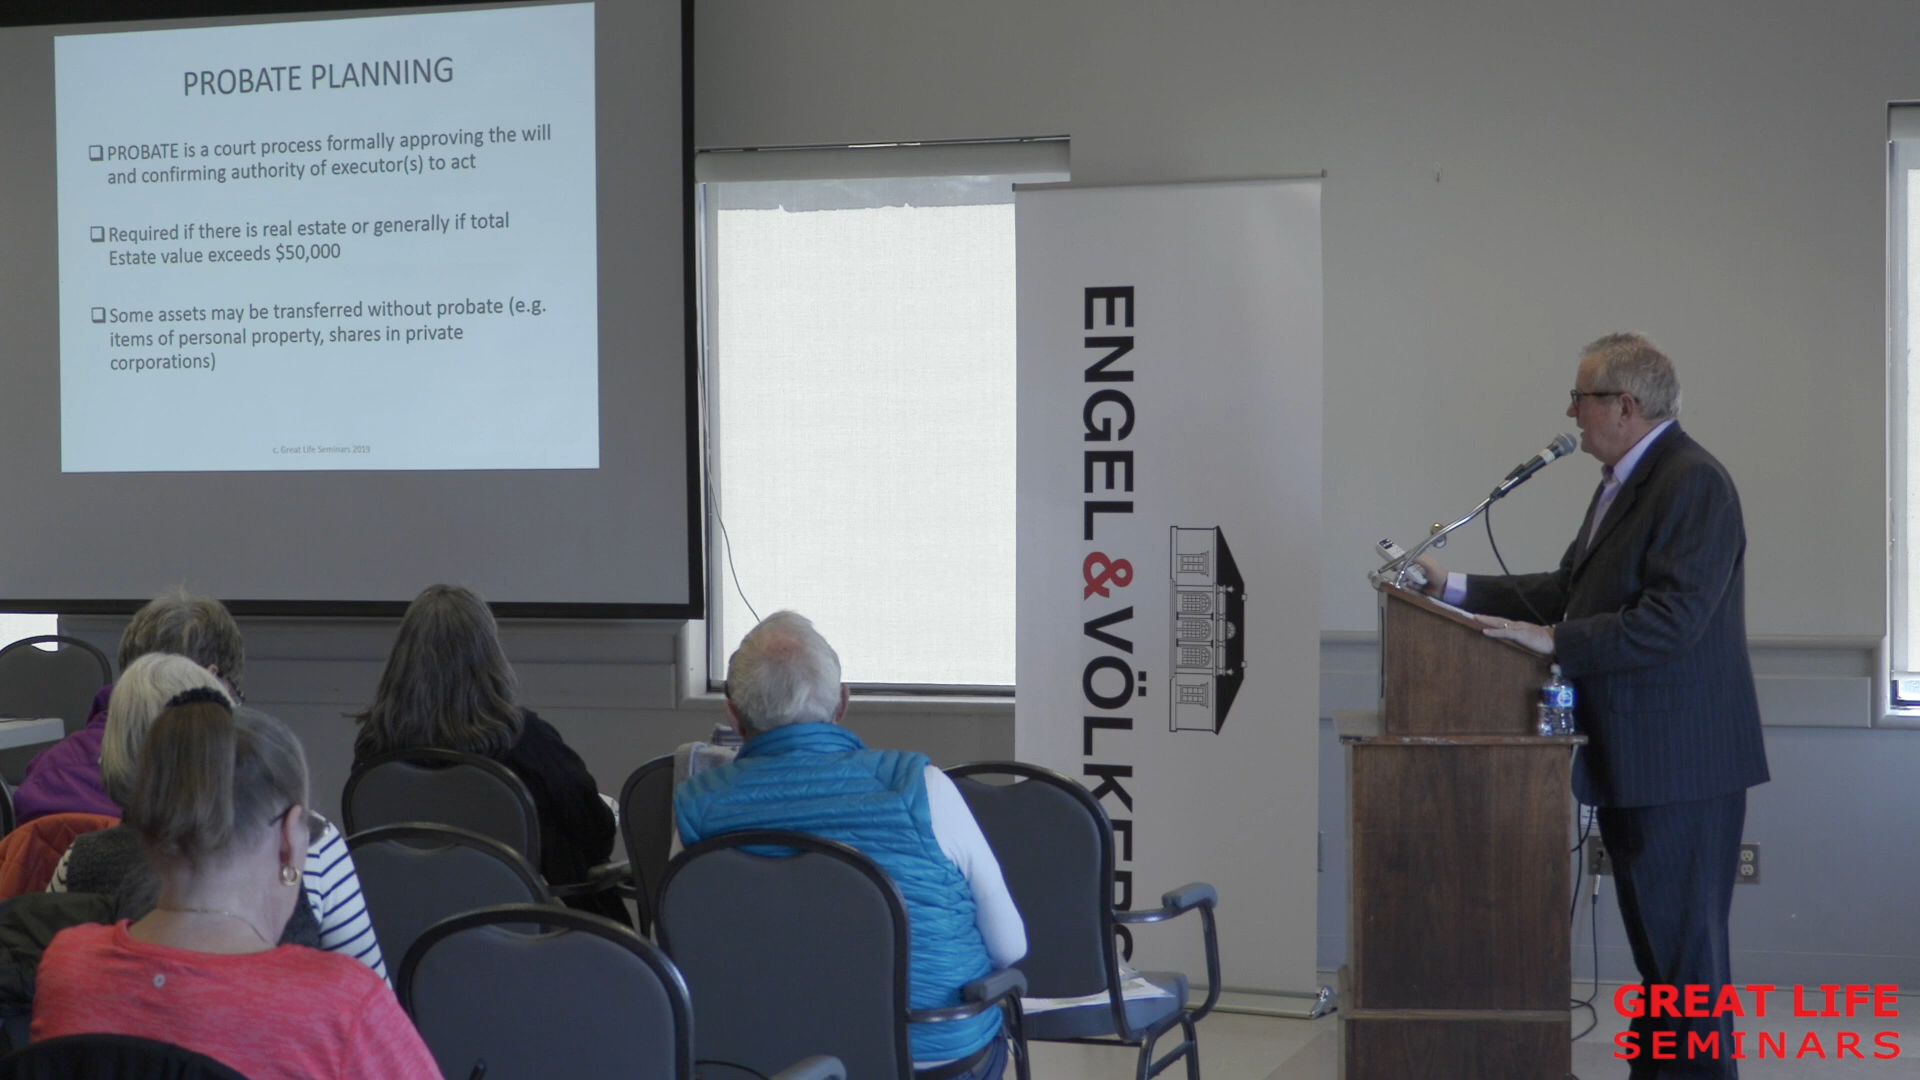 PROBATE PLANNING
❑ PROBATE is a court process formally approving the will
and confirming authority of executor(s) to act
❑ Required if there is real estate or generally if total
Estate value exceeds $50,000
❑ Some assets may be transferred without probate (e.g.
items of personal property, shares in private
corporations)
c. Great Life Seminars 2019
ENGEL & VÖLKERS
GREAT LIFE
SEMINARS